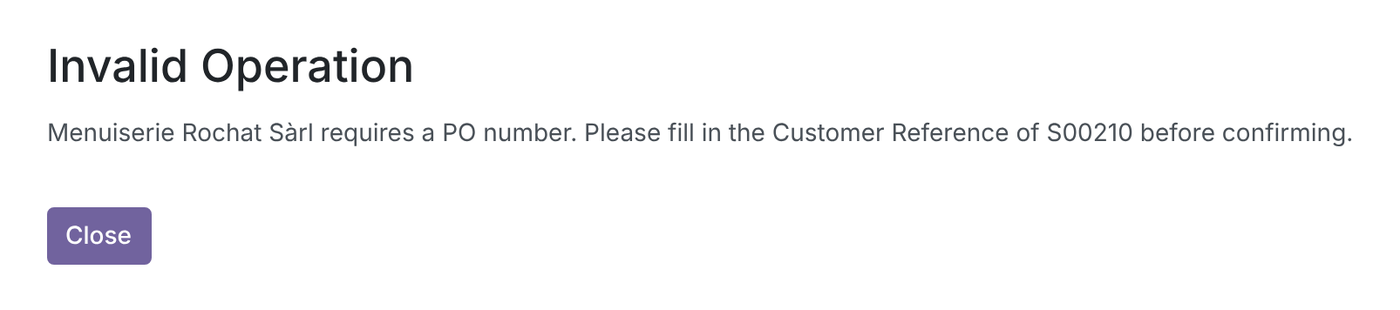 Invalid Operation
Menuiserie Rochat Sàrl requires a PO number. Please fill in the Customer Reference of S00210 before confirming.
Close